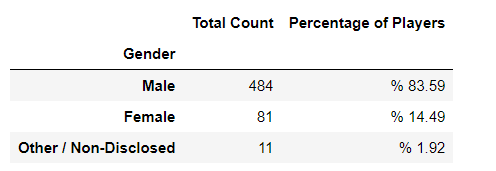 Total Count Percentage of Players
Gender
Male 484 % 83.59
Female 81 % 14.49
Other / Non-Disclosed 11 % 1.92